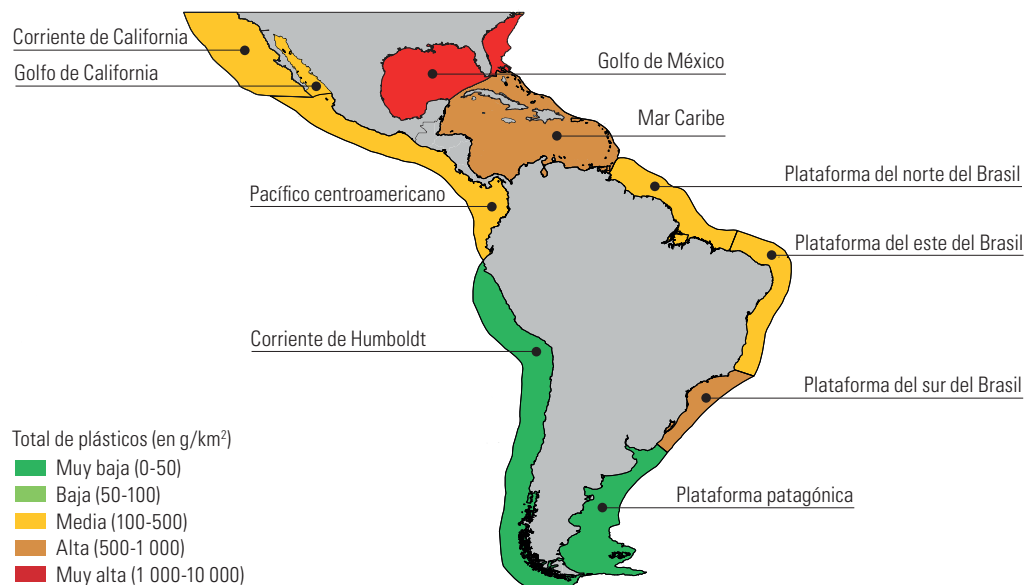 Corriente de California
Golfo de California
Golfo de México
Mar Caribe
Pacífico centroamericano
Plataforma del norte del Brasil
Plataforma del este del Brasil
Corriente de Humboldt
Plataforma del sur del Brasil
Plataforma patagónica
Total de plásticos (en g/km²)
Muy baja (0-50)
Baja (50-100)
Media (100-500)
Alta (500-1 000)
Muy alta (1 000-10 000)